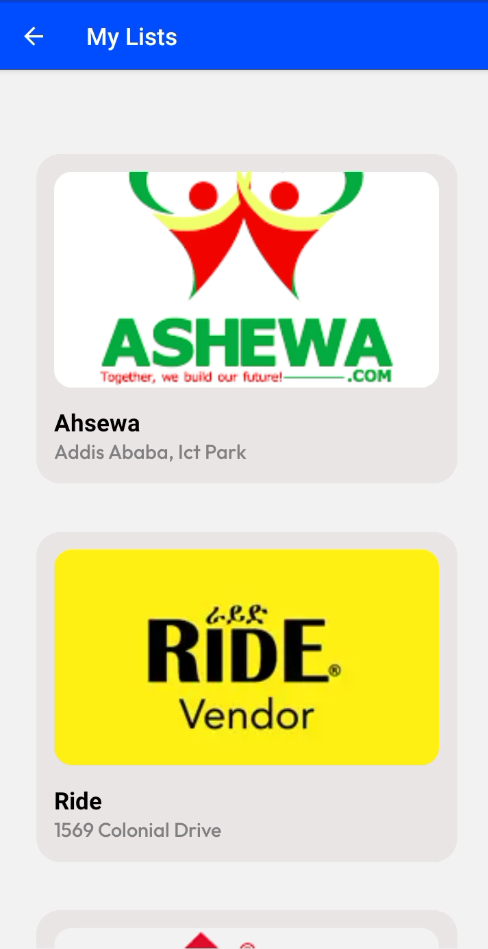 My Lists
ASHEWA
Together, we build our future! .COM
Ahsewa
Addis Ababa, Ict Park
ራይድ
RiDE®
Vendor
Ride
1569 Colonial Drive